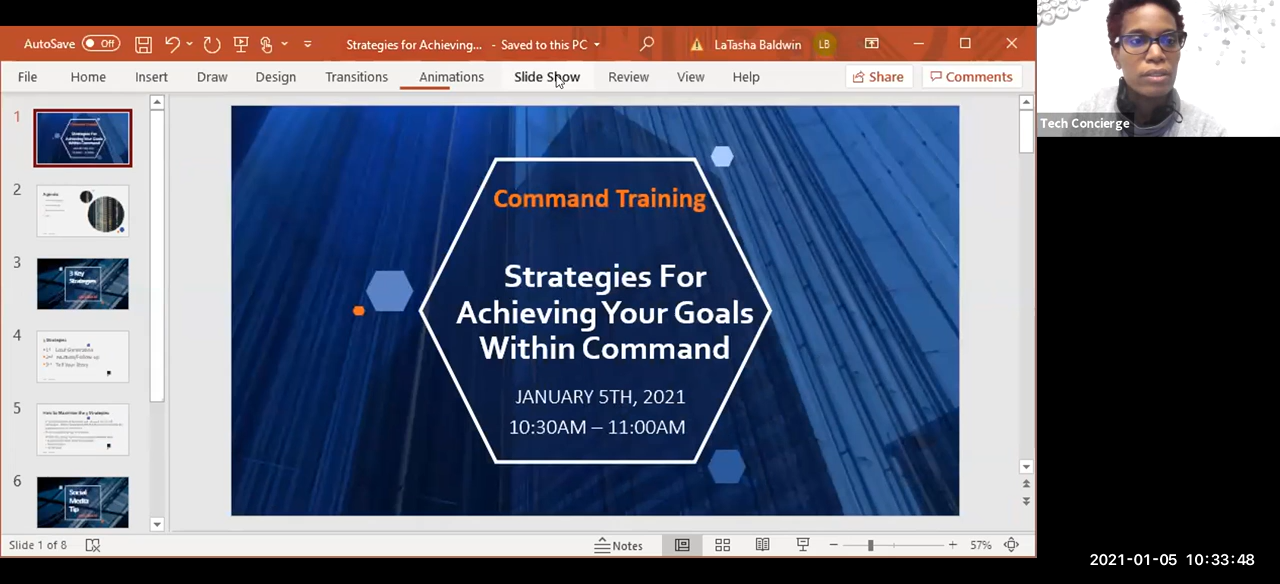 AutoSave Off Strategies for Achieving... - Saved to this PC LaTasha Baldwin LB
File Home Insert Draw Design Transitions Animations Slide Show Review View Help Share Comments
Tech Concierge
1
2
3
4
5
6
Agenda
3 Key
Strategies
Social
Media
Tip
Command Training
Strategies For
Achieving Your Goals
Within Command
JANUARY 5TH, 2021
10:30AM – 11:00AM
Slide 1 of 8 Notes 57%
2021-01-05 10:33:48